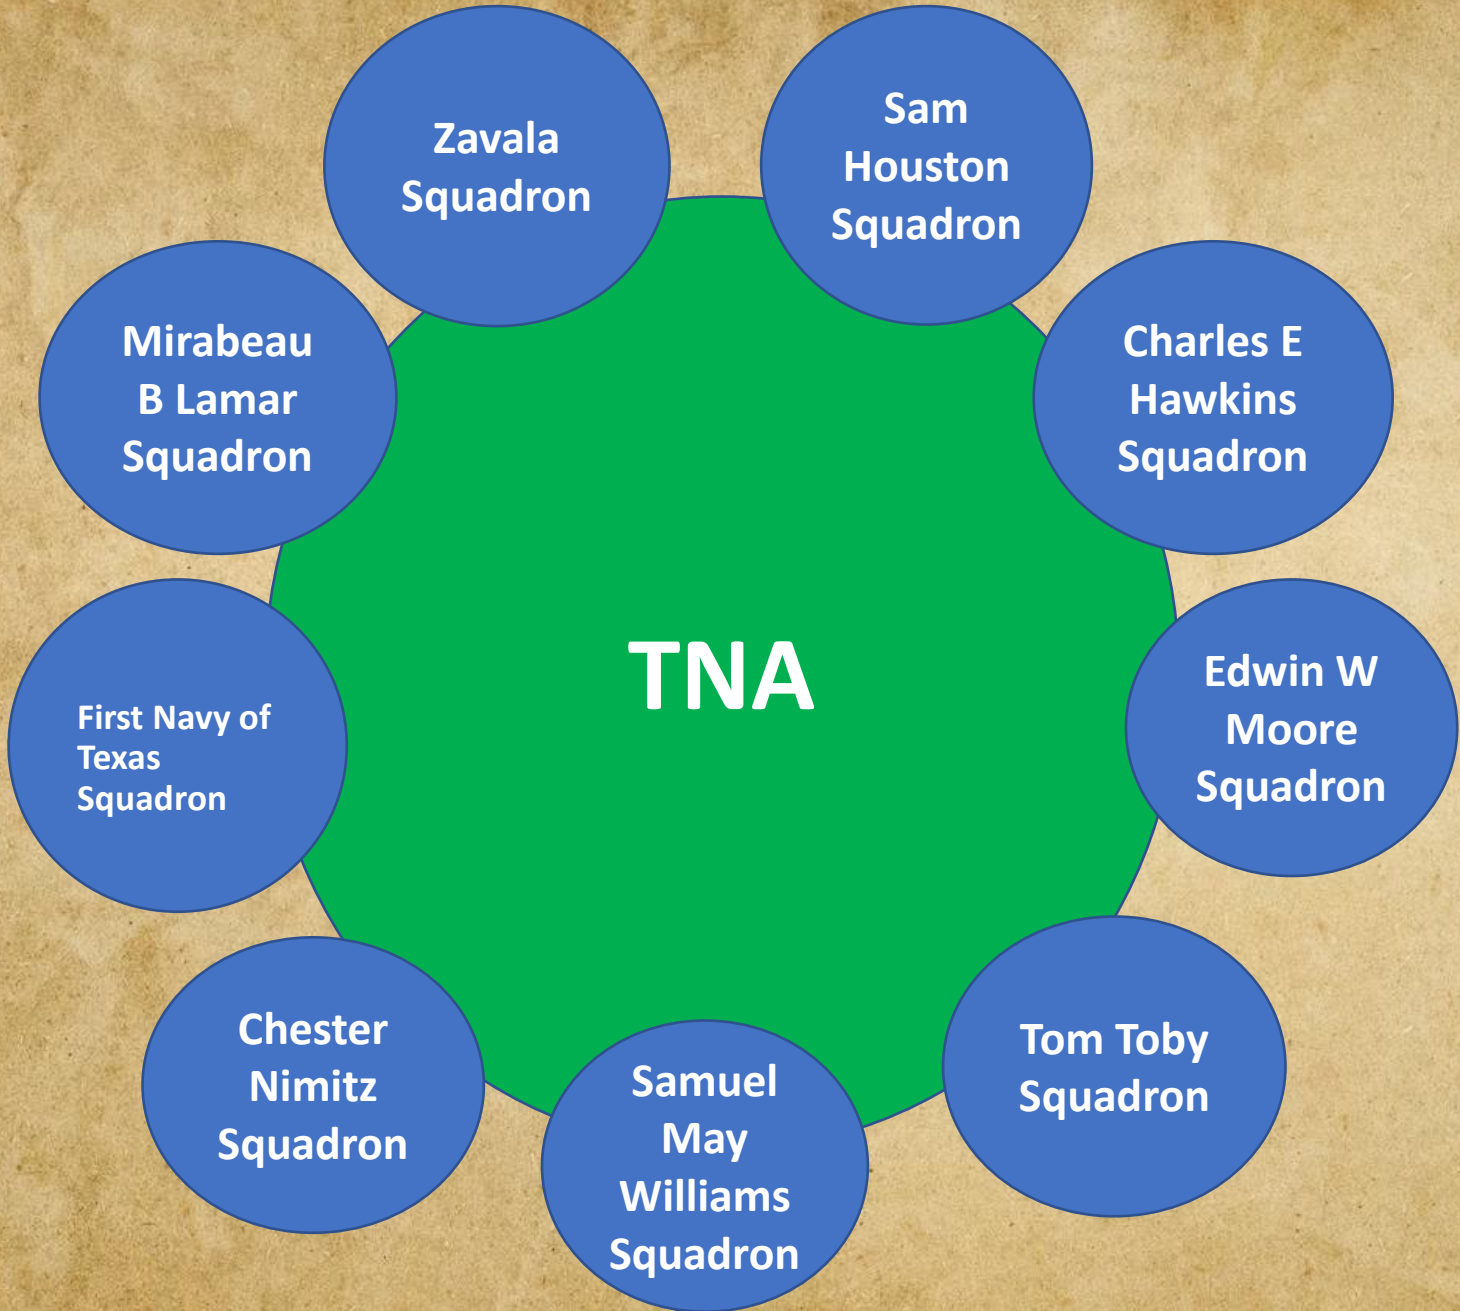 Zavala
Squadron
Sam
Houston
Squadron
Mirabeau
B Lamar
Squadron
Charles E
Hawkins
Squadron
TNA
First Navy of
Texas
Squadron
Edwin W
Moore
Squadron
Chester
Nimitz
Squadron
Samuel
May
Williams
Squadron
Tom Toby
Squadron